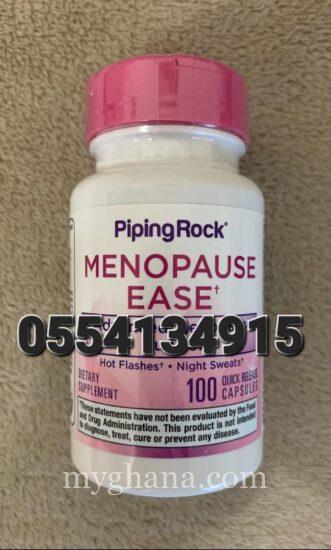 PipingRock®
MENOPAUSE
EASE†
0554134915
Hot Flashes† • Night Sweats†
DIETARY
SUPPLEMENT
100 QUICK RELEASE
CAPSULES
†These statements have not been evaluated by the Food
and Drug Administration. This product is not intended
to diagnose, treat, cure or prevent any disease.
myghana.com